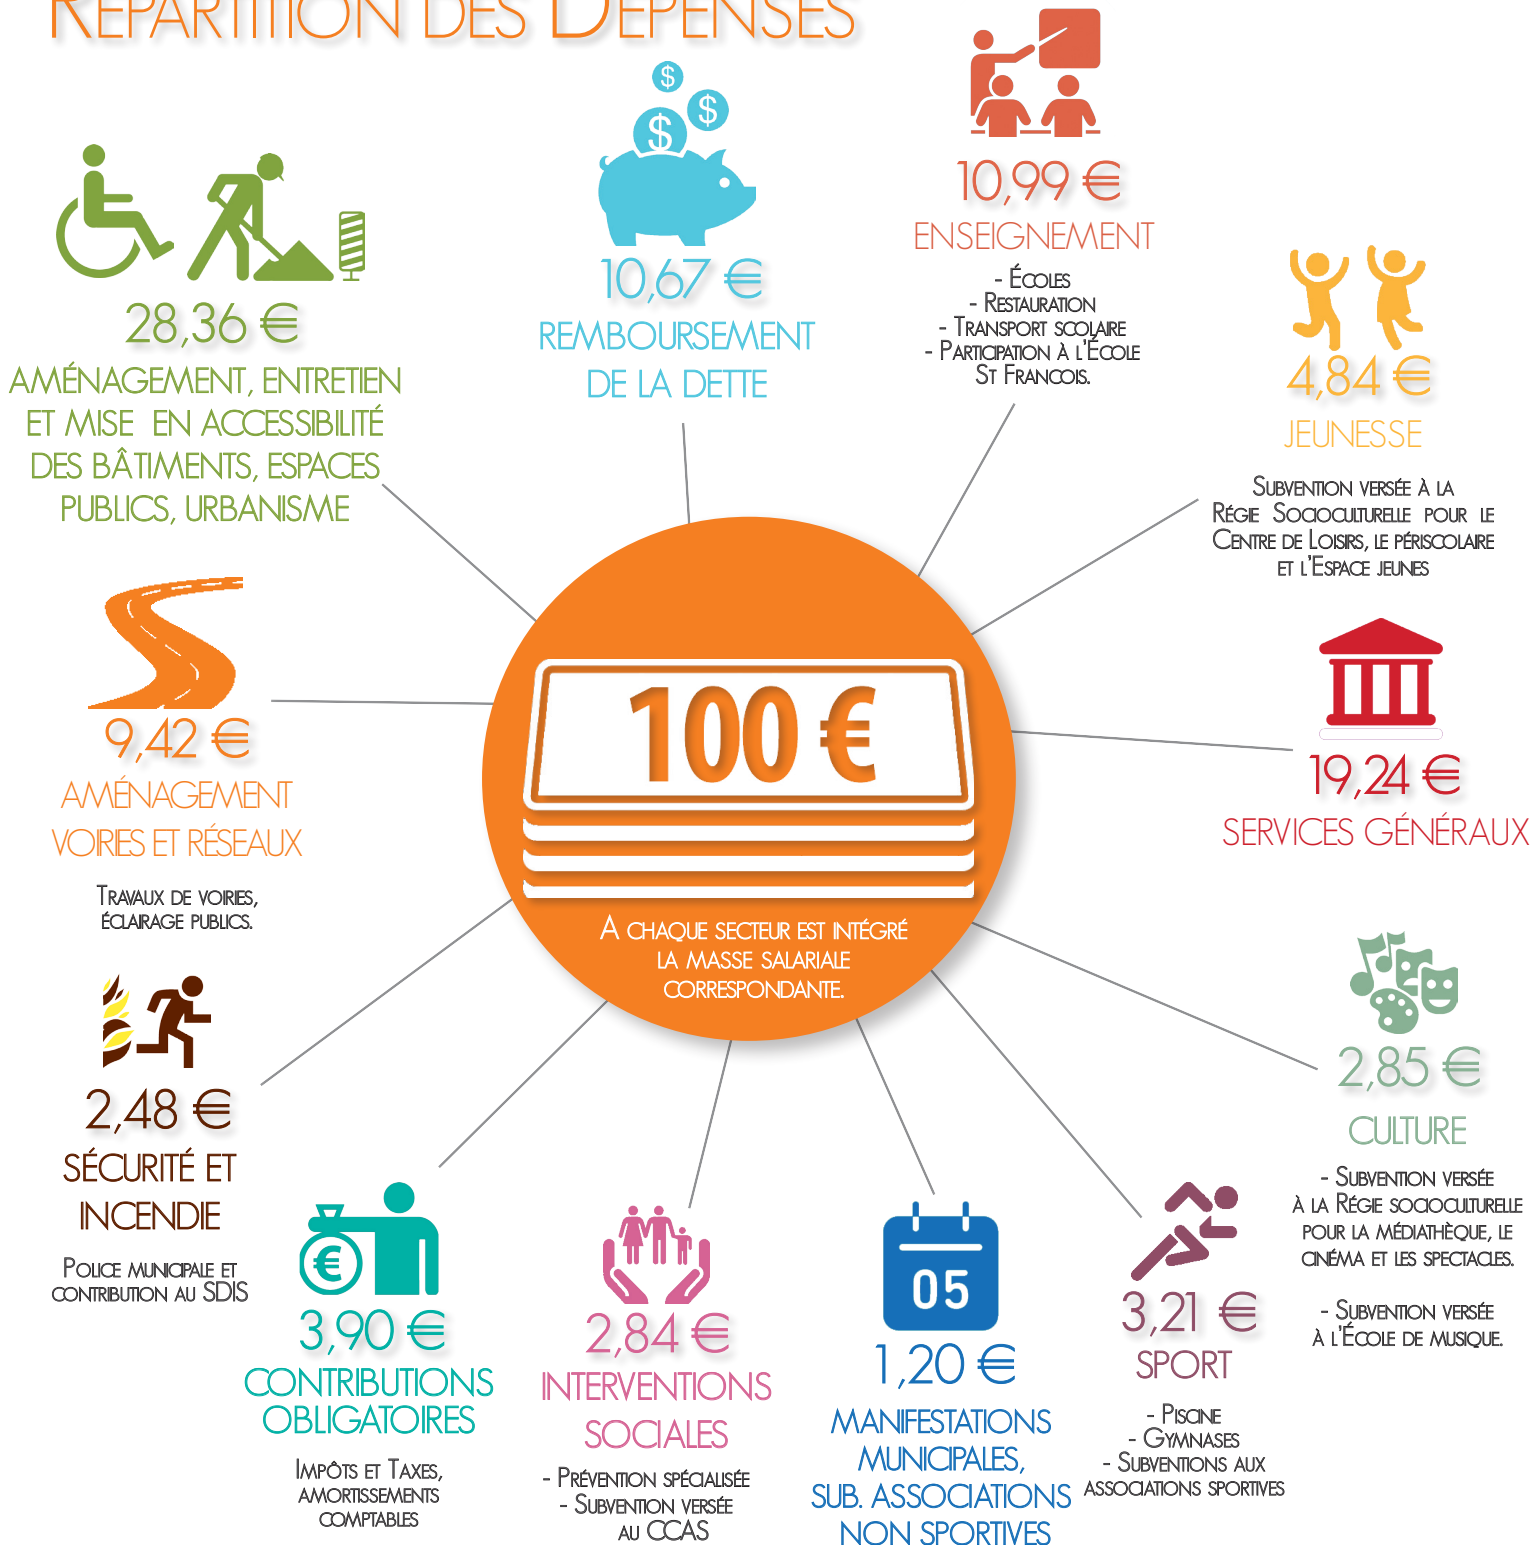 RÉPARTITION DES DÉPENSES
28,36 €
AMÉNAGEMENT, ENTRETIEN
ET MISE EN ACCESSIBILITÉ
DES BÂTIMENTS, ESPACES
PUBLICS, URBANISME
$
$
$
10,67 €
REMBOURSEMENT
DE LA DETTE
10,99 €
ENSEIGNEMENT
- ÉCOLES
- RESTAURATION
- TRANSPORT SCOLAIRE
- PARTICIPATION À L'ÉCOLE
ST FRANCOIS.
4,84 €
JEUNESSE
SUBVENTION VERSÉE À LA
RÉGIE SOCIOCULTURELLE POUR LE
CENTRE DE LOISIRS, LE PÉRISCOLAIRE
ET L'ESPACE JEUNES
9,42 €
AMÉNAGEMENT
VOIRIES ET RÉSEAUX
TRAVAUX DE VOIRIES,
ÉCLAIRAGE PUBLICS.
100 €
A CHAQUE SECTEUR EST INTÉGRÉ
LA MASSE SALARIALE
CORRESPONDANTE.
19,24 €
SERVICES GÉNÉRAUX
2,48 €
SÉCURITÉ ET
INCENDIE
POLICE MUNICIPALE ET
CONTRIBUTION AU SDIS
€
3,90 €
CONTRIBUTIONS
OBLIGATOIRES
IMPÔTS ET TAXES,
AMORTISSEMENTS
COMPTABLES
2,84 €
INTERVENTIONS
SOCIALES
- PRÉVENTION SPÉCIALISÉE
- SUBVENTION VERSÉE
AU CCAS
05
1,20 €
MANIFESTATIONS
MUNICIPALES,
SUB. ASSOCIATIONS
NON SPORTIVES
3,21 €
SPORT
- PISCINE
- GYMNASES
- SUBVENTIONS AUX
ASSOCIATIONS SPORTIVES
2,85 €
CULTURE
- SUBVENTION VERSÉE
À LA RÉGIE SOCIOCULTURELLE
POUR LA MÉDIATHÈQUE, LE
CINÉMA ET LES SPECTACLES.
- SUBVENTION VERSÉE
À L'ÉCOLE DE MUSIQUE.